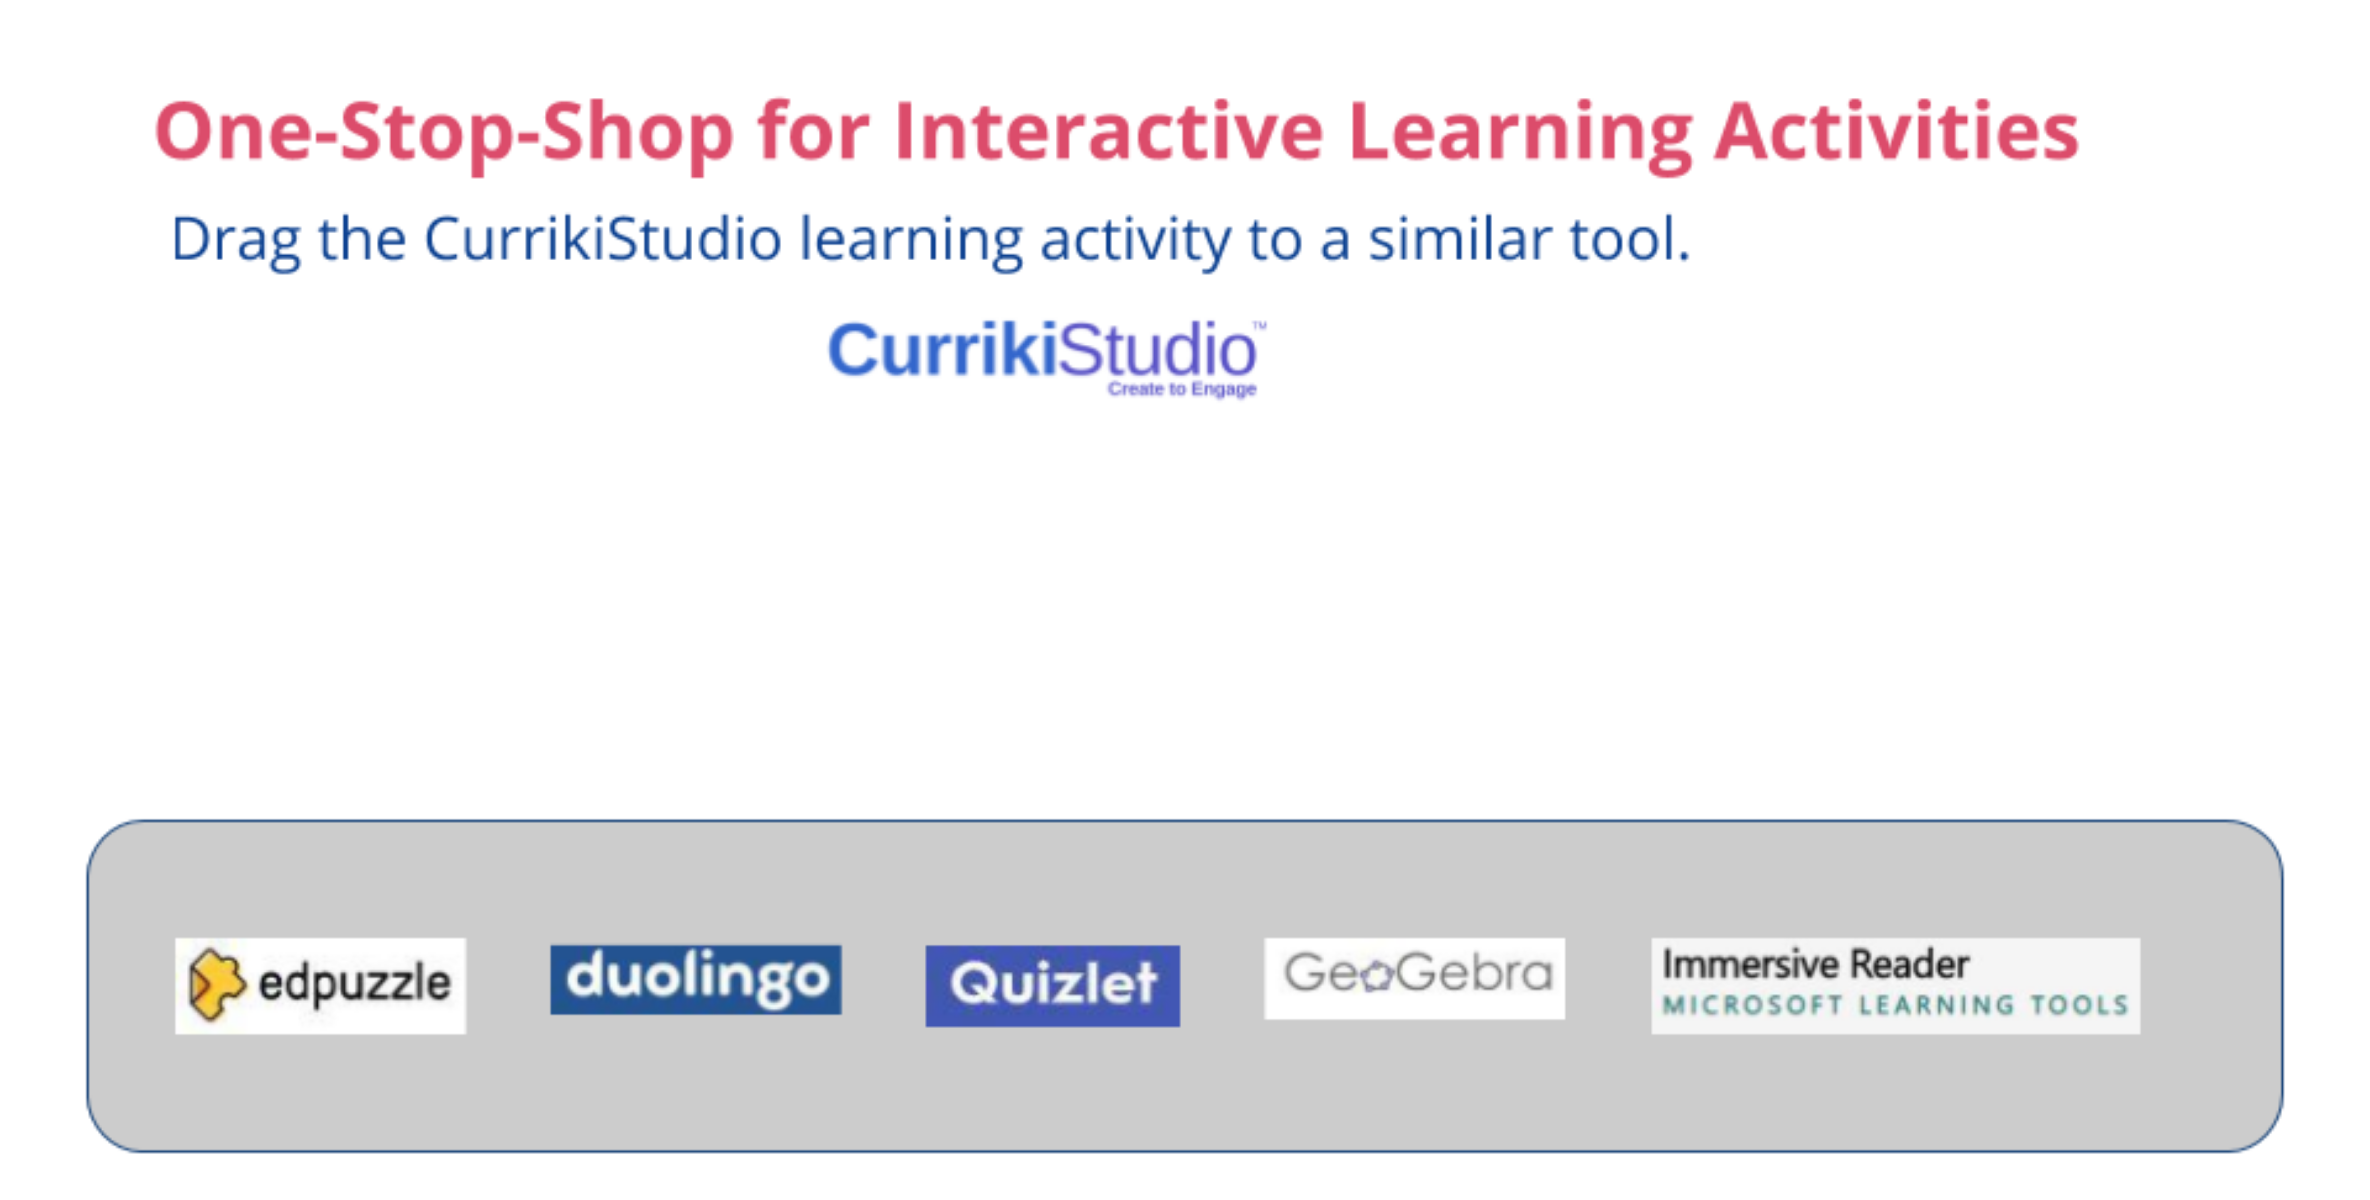 One-Stop-Shop for Interactive Learning Activities
Drag the CurrikiStudio learning activity to a similar tool.
CurrikiStudio™
Create to Engage
edpuzzle
duolingo
Quizlet
GeoGebra
Immersive Reader
MICROSOFT LEARNING TOOLS